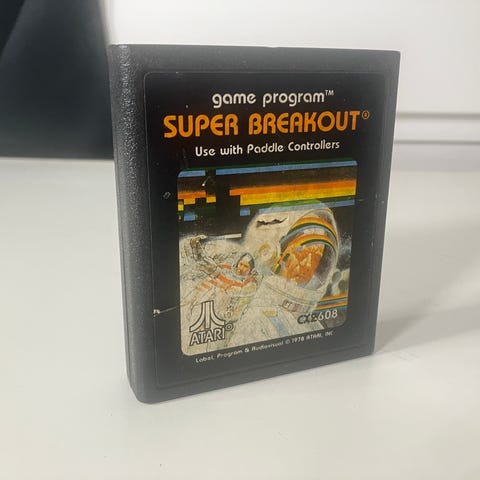 game program™
SUPER BREAKOUT®
Use with Paddle Controllers
ATARI®
CX2608
Label, Program & Audiovisual © 1978 ATARI, INC.